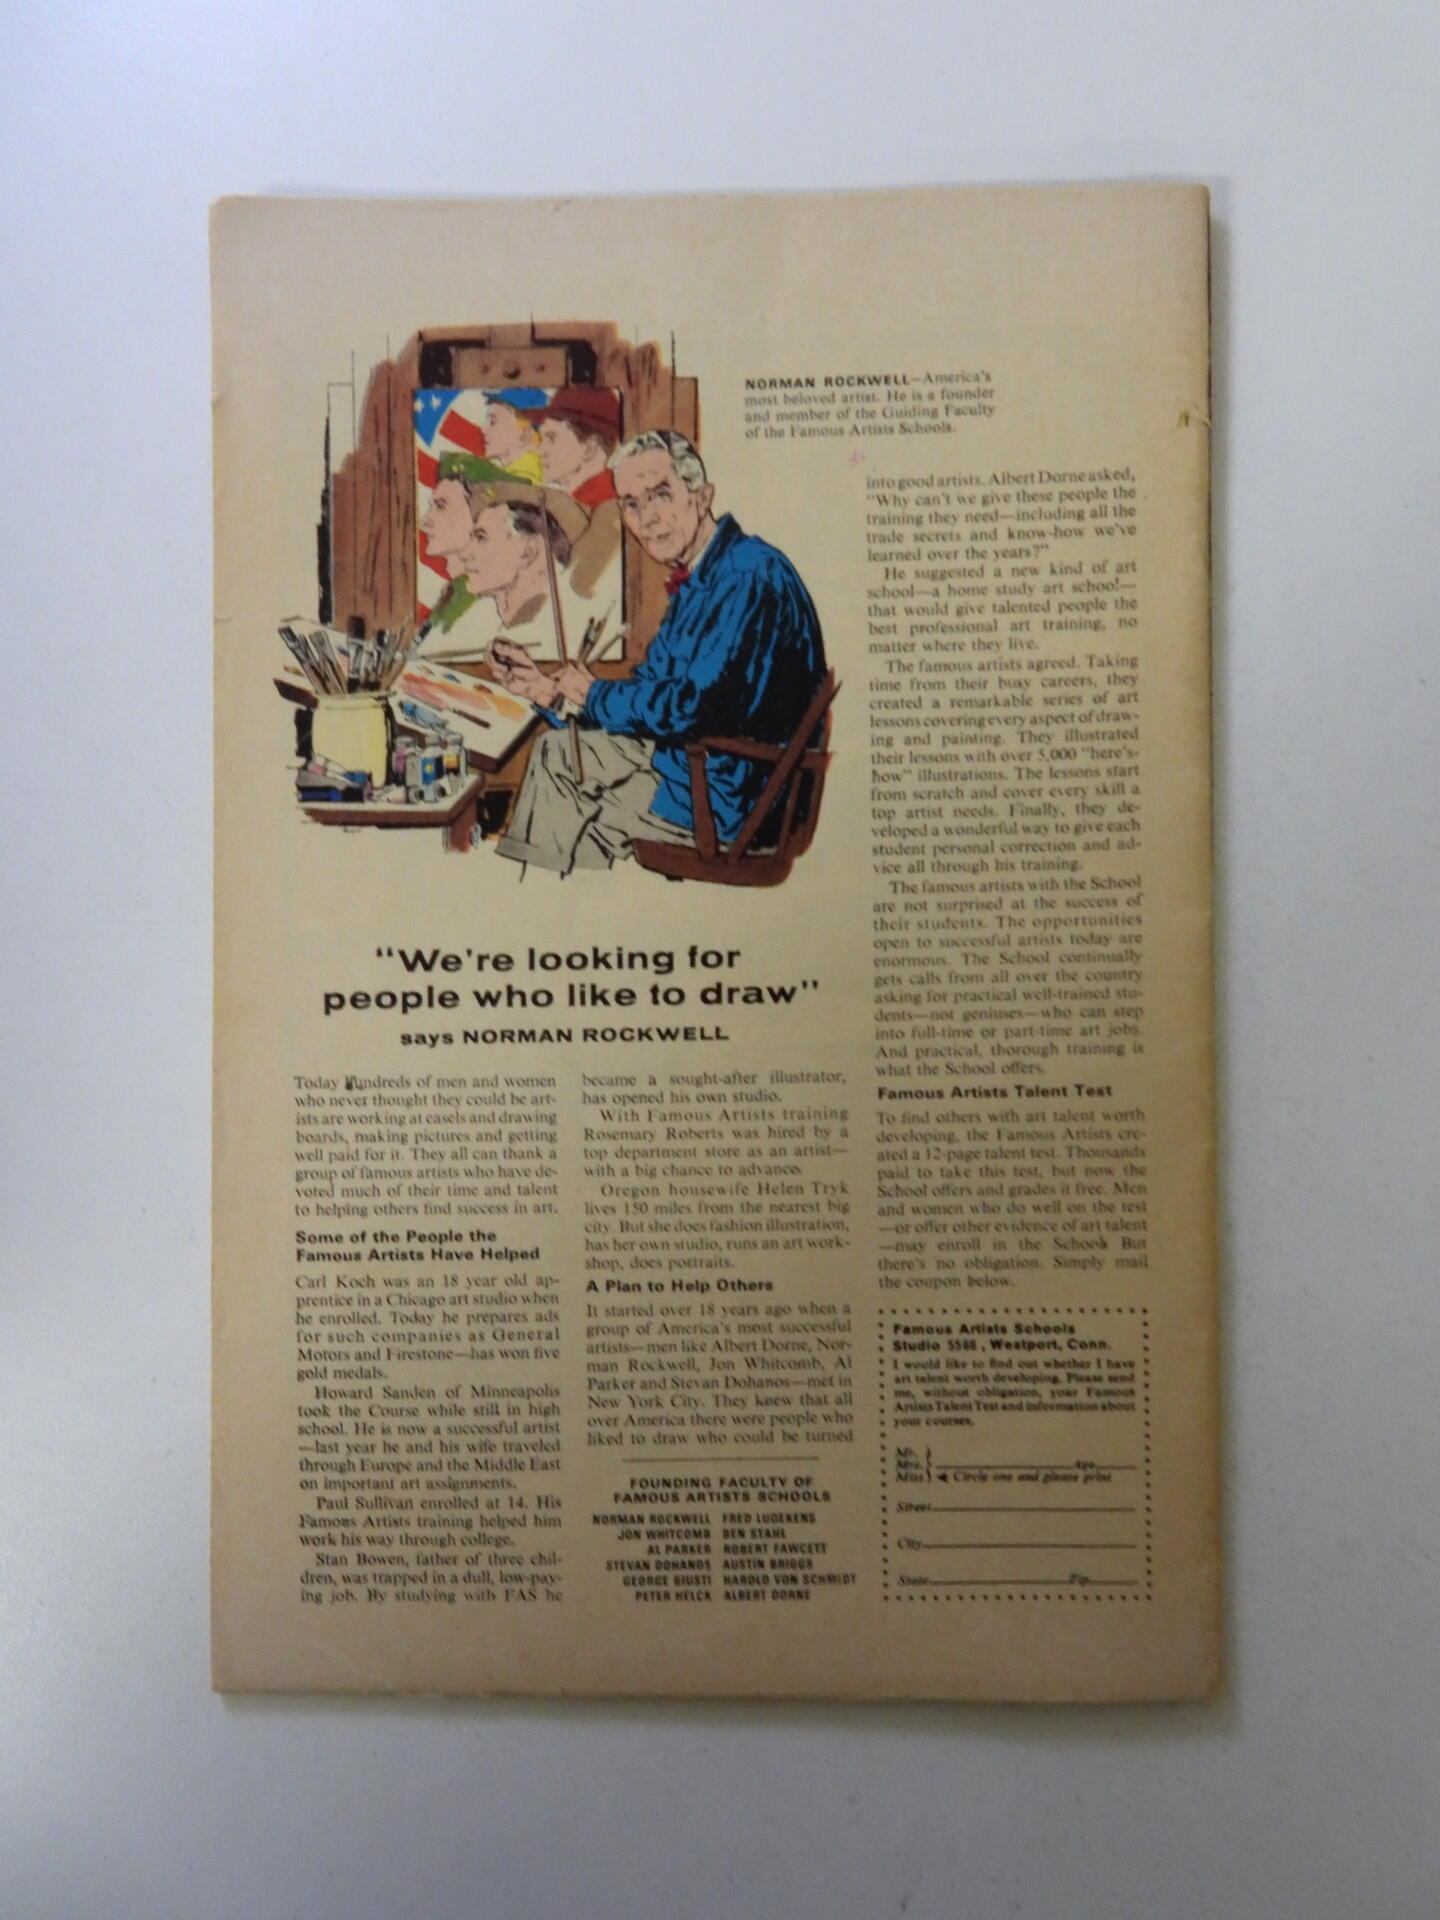 NORMAN ROCKWELL—America's
most beloved artist. He is a founder
and member of the Guiding Faculty
of the Famous Artists Schools.
"We're looking for
people who like to draw"
says NORMAN ROCKWELL
Today hundreds of men and women
who never thought they could be art-
ists are working at easels and drawing
boards, making pictures and getting
well paid for it. They all can thank a
group of famous artists who have de-
voted much of their time and talent
to helping others find success in art.
Some of the People the
Famous Artists Have Helped
Carl Koch was an 18 year old ap-
prentice in a Chicago art studio when
he enrolled. Today he prepares ads
for such companies as General
Motors and Firestone—has won five
gold medals.
Howard Sanden of Minneapolis
took the Course while still in high
school. He is now a successful artist
—last year he and his wife traveled
through Europe and the Middle East
on important art assignments.
Paul Sullivan enrolled at 14. His
Famous Artists training helped him
work his way through college.
Stan Bowen, father of three chil-
dren, was trapped in a dull, low-pay-
ing job. By studying with FAS he
became a sought-after illustrator,
has opened his own studio.
With Famous Artists training
Rosemary Roberts was hired by a
top department store as an artist—
with a big chance to advance.
Oregon housewife Helen Tryk
lives 150 miles from the nearest big
city. But she does fashion illustration,
has her own studio, runs an art work-
shop, does portraits.
A Plan to Help Others
It started over 18 years ago when a
group of America's most successful
artists—men like Albert Dorne, Nor-
man Rockwell, Jon Whitcomb, Al
Parker and Stevan Dohanos—met in
New York City. They knew that all
over America there were people who
liked to draw who could be turned
FOUNDING FACULTY OF
FAMOUS ARTISTS SCHOOLS
NORMAN ROCKWELL FRED LUDEKENS
JON WHITCOMB BEN STAHL
AL PARKER ROBERT FAWCETT
STEVAN DOHANOS AUSTIN BRIGGS
GEORGE GIUSTI HAROLD VON SCHMIDT
PETER HELCK ALBERT DORNE
into good artists. Albert Dorne asked,
"Why can't we give these people the
training they need—including all the
trade secrets and know-how we've
learned over the years?"
He suggested a new kind of art
school—a home study art school—
that would give talented people the
best professional art training, no
matter where they live.
The famous artists agreed. Taking
time from their busy careers, they
created a remarkable series of art
lessons covering every aspect of draw-
ing and painting. They illustrated
their lessons with over 5,000 "here's-
how" illustrations. The lessons start
from scratch and cover every skill a
top artist needs. Finally, they de-
veloped a wonderful way to give each
student personal correction and ad-
vice all through his training.
The famous artists with the School
are not surprised at the success of
their students. The opportunities
open to successful artists today are
enormous. The School continually
gets calls from all over the country
asking for practical well-trained stu-
dents—not geniuses—who can step
into full-time or part-time art jobs.
And practical, thorough training is
what the School offers.
Famous Artists Talent Test
To find others with art talent worth
developing, the Famous Artists cre-
ated a 12-page talent test. Thousands
paid to take this test, but now the
School offers and grades it free. Men
and women who do well on the test
—or offer other evidence of art talent
—may enroll in the School. But
there's no obligation. Simply mail
the coupon below.
Famous Artists Schools
Studio 5566, Westport, Conn.
I would like to find out whether I have
art talent worth developing. Please send
me, without obligation, your Famous
Artists Talent Test and information about
your courses.
Mr.
Mrs. Age
Miss Circle one and please print
Street
City
State Zip